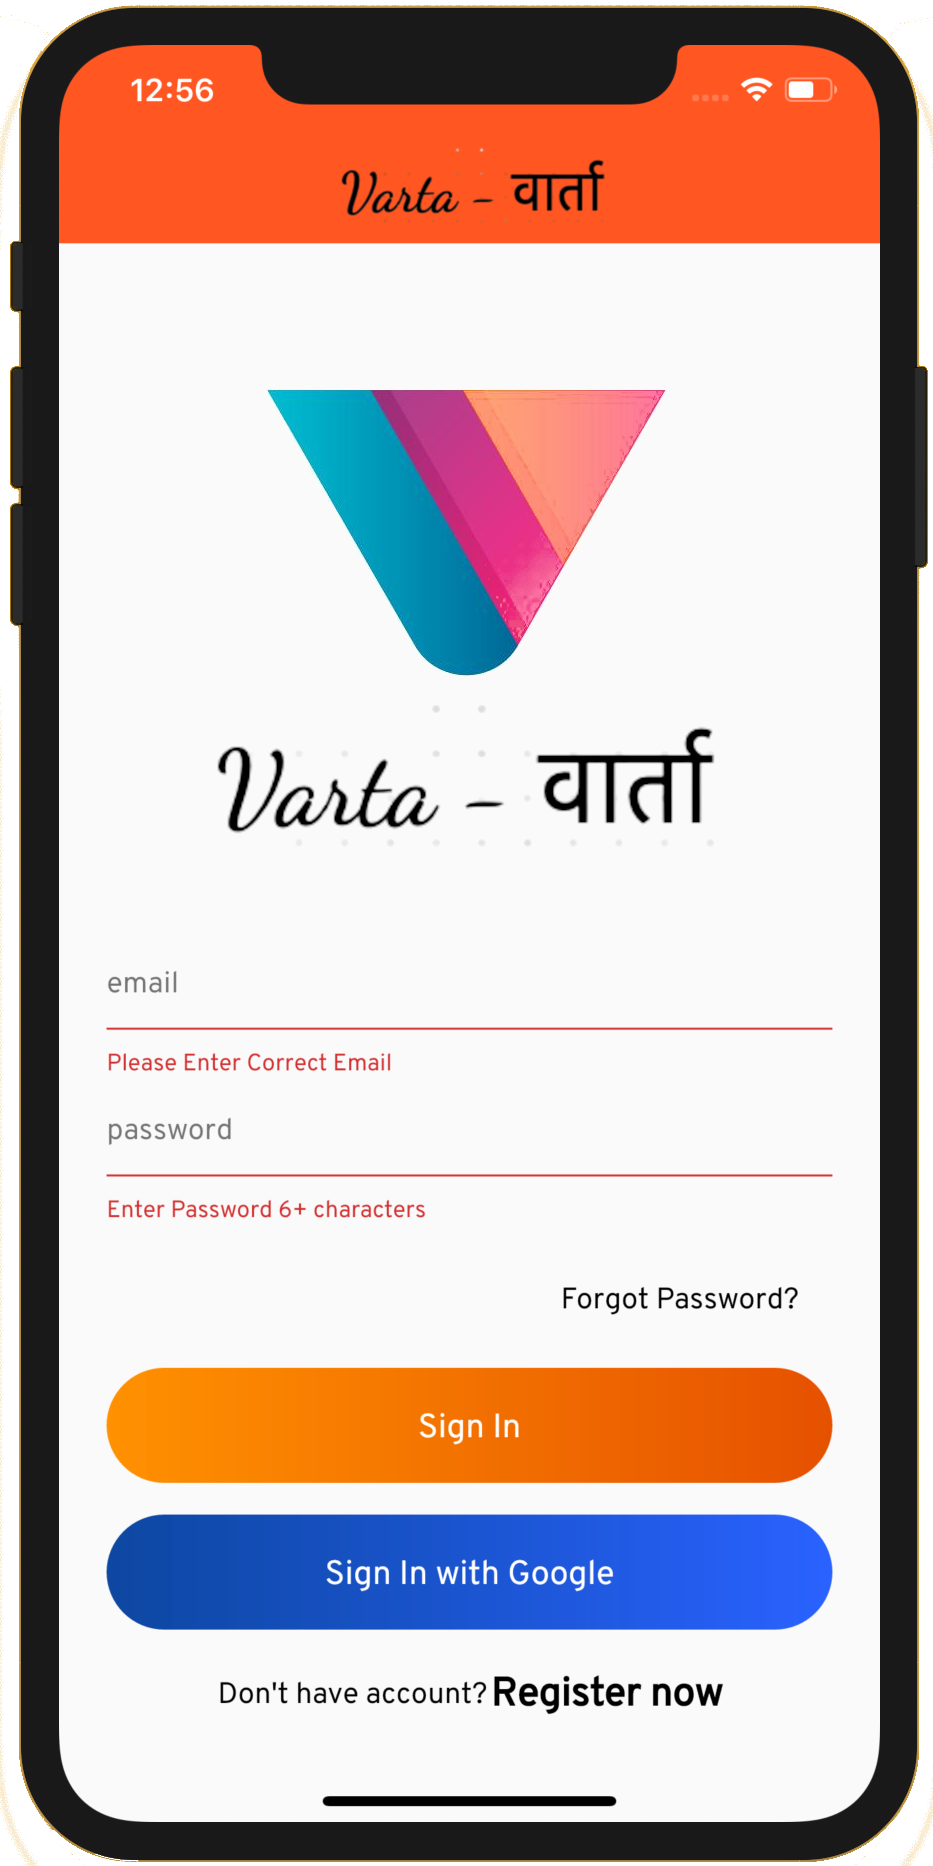 12:56
Varta - वार्ता
Varta - वार्ता
email
Please Enter Correct Email
password
Enter Password 6+ characters
Forgot Password?
Sign In
Sign In with Google
Don't have account? Register now